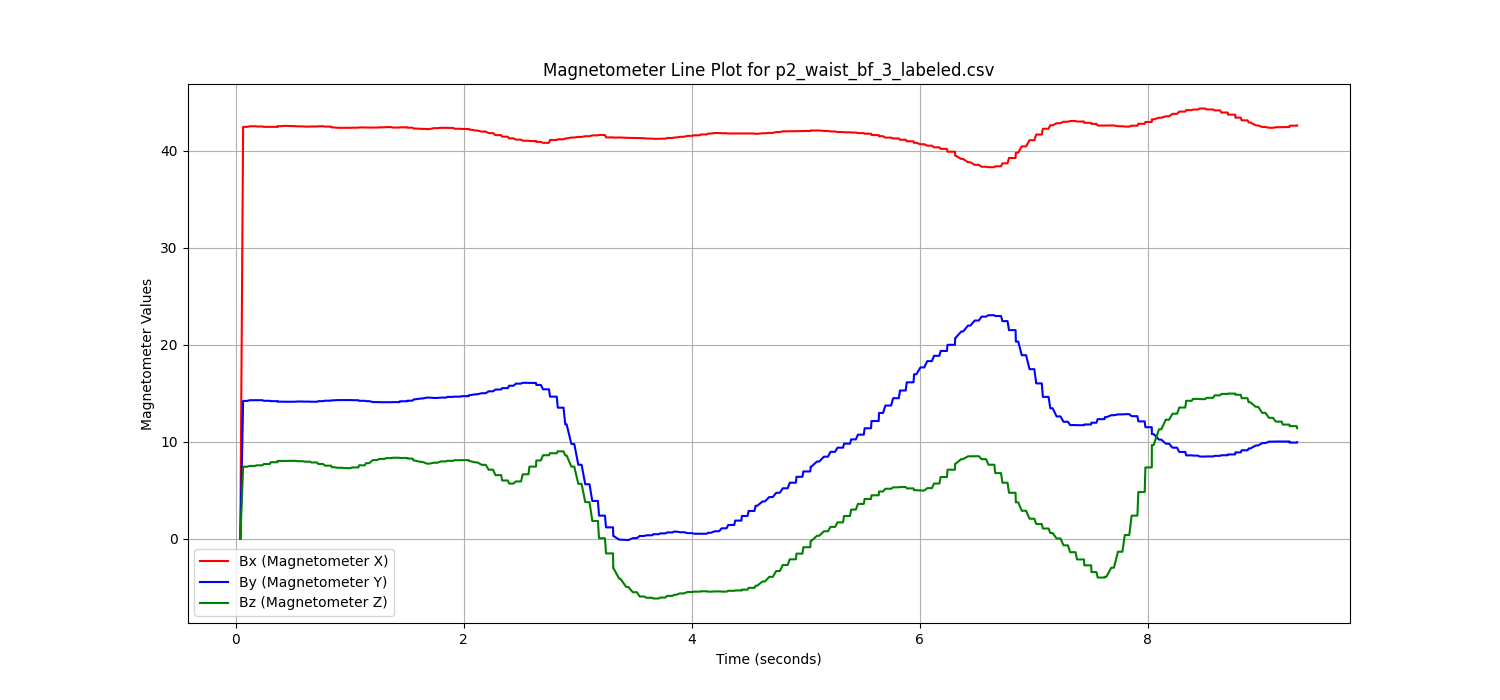 Magnetometer Line Plot for p2_waist_bf_3_labeled.csv
Magnetometer Values
40
30
20
10
0
Bx (Magnetometer X)
By (Magnetometer Y)
Bz (Magnetometer Z)
0
2
4
6
8
Time (seconds)